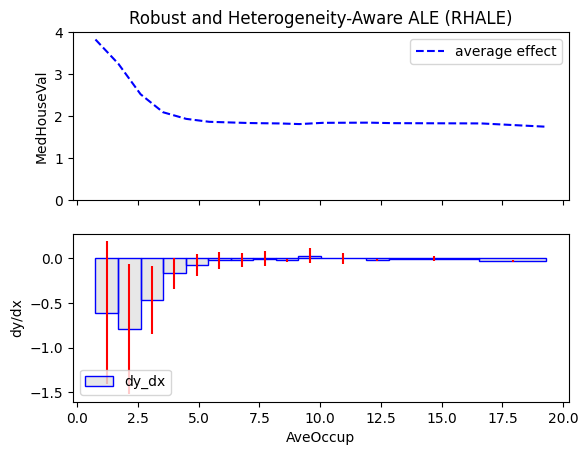 Robust and Heterogeneity-Aware ALE (RHALE)
4
3
2
1
0
MedHouseVal
average effect
0.0
−0.5
−1.0
−1.5
dy/dx
dy_dx
0.0 2.5 5.0 7.5 10.0 12.5 15.0 17.5 20.0
AveOccup